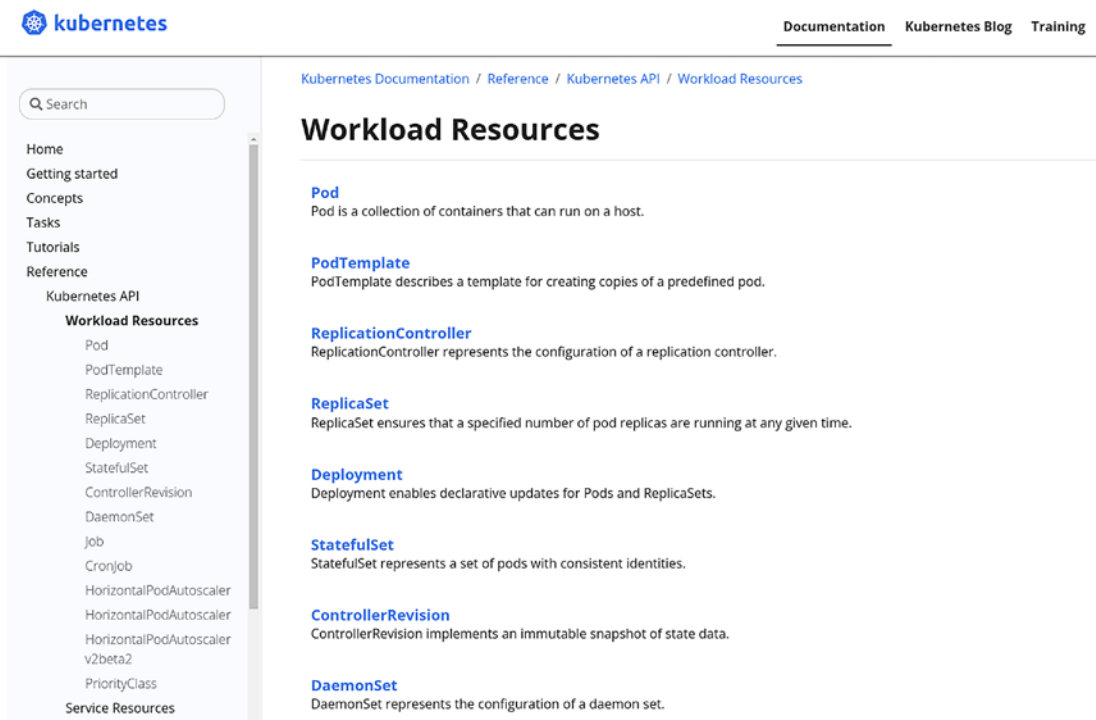 kubernetes
Documentation Kubernetes Blog Training
Search
Home
Getting started
Concepts
Tasks
Tutorials
Reference
Kubernetes API
Workload Resources
Pod
PodTemplate
ReplicationController
ReplicaSet
Deployment
StatefulSet
ControllerRevision
DaemonSet
Job
CronJob
HorizontalPodAutoscaler
HorizontalPodAutoscaler
HorizontalPodAutoscaler
v2beta2
PriorityClass
Service Resources
Kubernetes Documentation / Reference / Kubernetes API / Workload Resources
Workload Resources
Pod
Pod is a collection of containers that can run on a host.
PodTemplate
PodTemplate describes a template for creating copies of a predefined pod.
ReplicationController
ReplicationController represents the configuration of a replication controller.
ReplicaSet
ReplicaSet ensures that a specified number of pod replicas are running at any given time.
Deployment
Deployment enables declarative updates for Pods and ReplicaSets.
StatefulSet
StatefulSet represents a set of pods with consistent identities.
ControllerRevision
ControllerRevision implements an immutable snapshot of state data.
DaemonSet
DaemonSet represents the configuration of a daemon set.